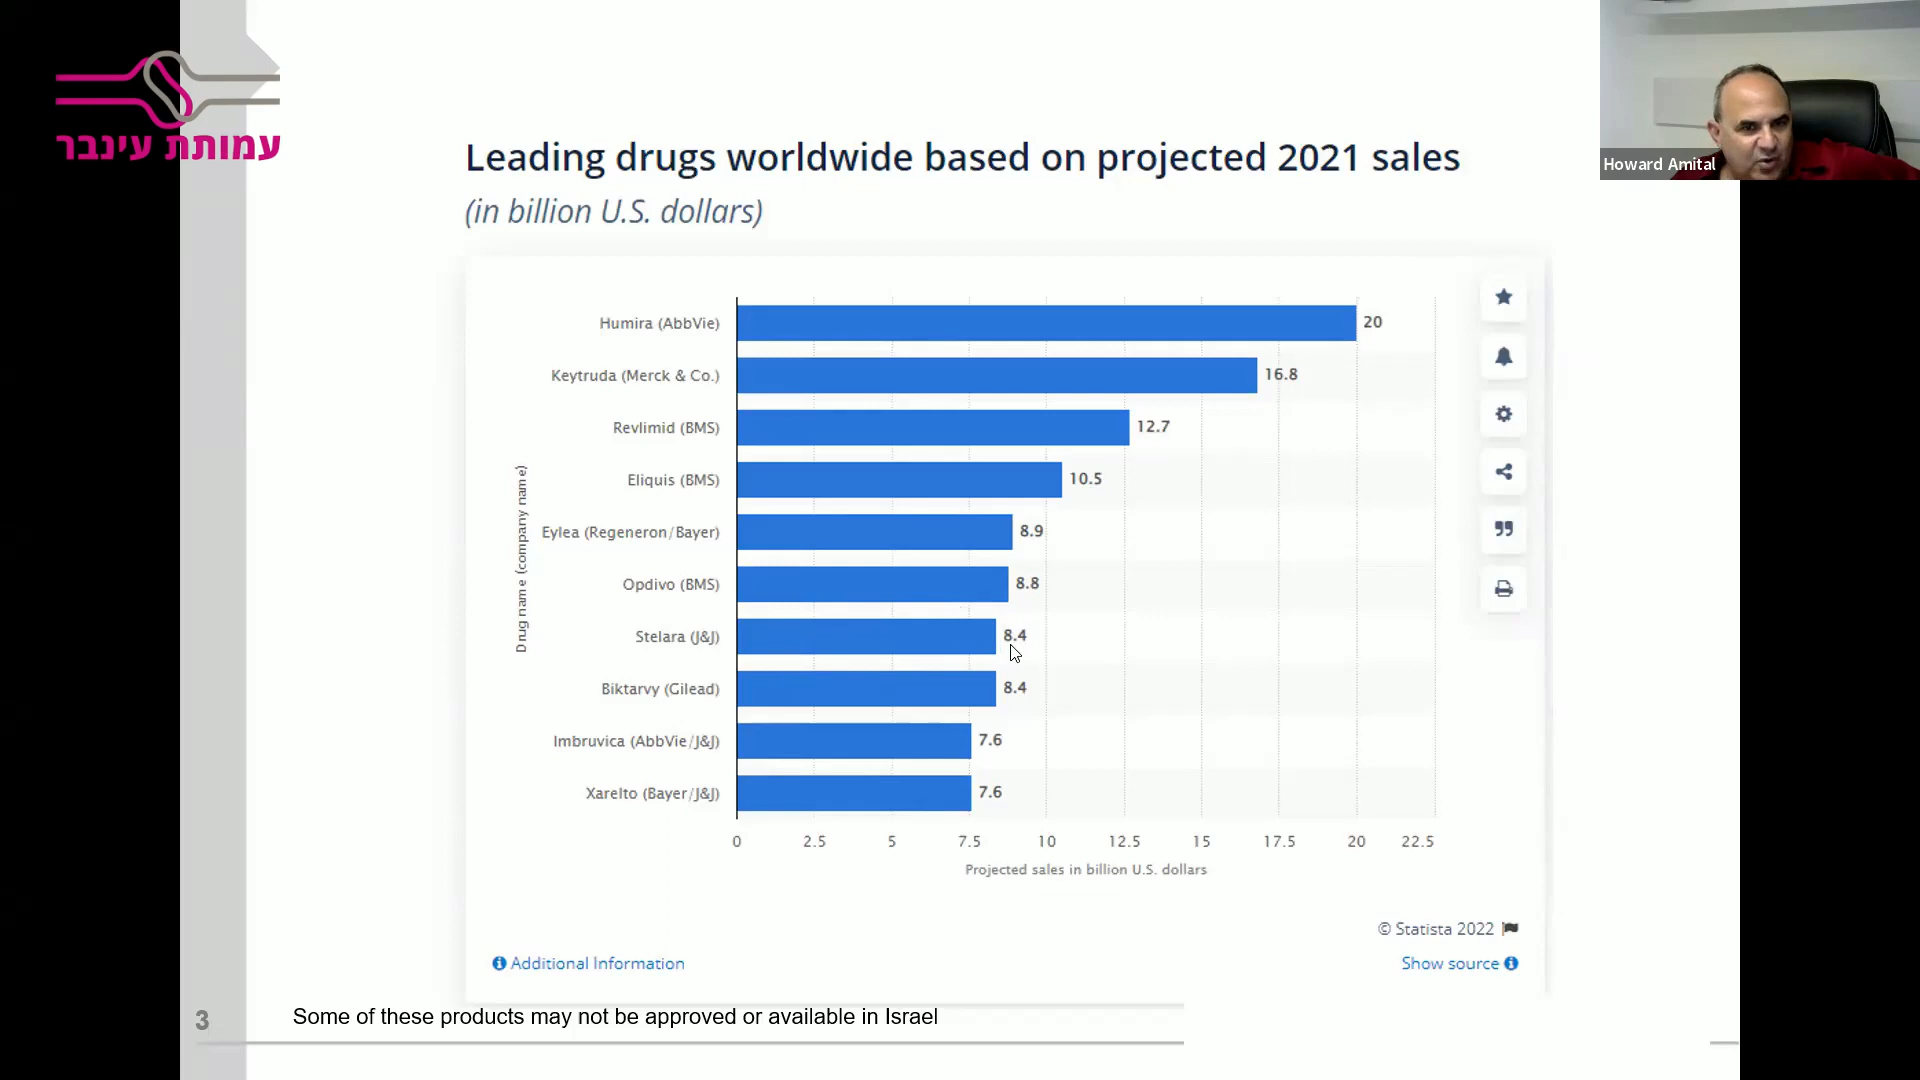 עמותת עינבר
Howard Amital
Leading drugs worldwide based on projected 2021 sales
(in billion U.S. dollars)
Drug name (company name)
Humira (AbbVie) 20
Keytruda (Merck & Co.) 16.8
Revlimid (BMS) 12.7
Eliquis (BMS) 10.5
Eylea (Regeneron/Bayer) 8.9
Opdivo (BMS) 8.8
Stelara (J&J) 8.4
Biktarvy (Gilead) 8.4
Imbruvica (AbbVie/J&J) 7.6
Xarelto (Bayer/J&J) 7.6
0 2.5 5 7.5 10 12.5 15 17.5 20 22.5
Projected sales in billion U.S. dollars
© Statista 2022
Additional Information
Show source
3
Some of these products may not be approved or available in Israel